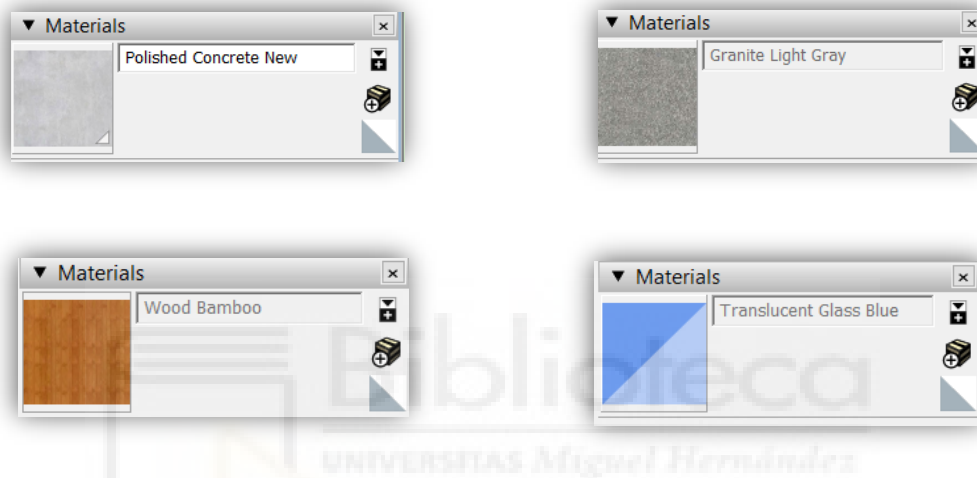 Materials
Polished Concrete New
Materials
Granite Light Gray
Materials
Wood Bamboo
Materials
Translucent Glass Blue
Biblioteca
UNIVERSITAS Miguel Hernández